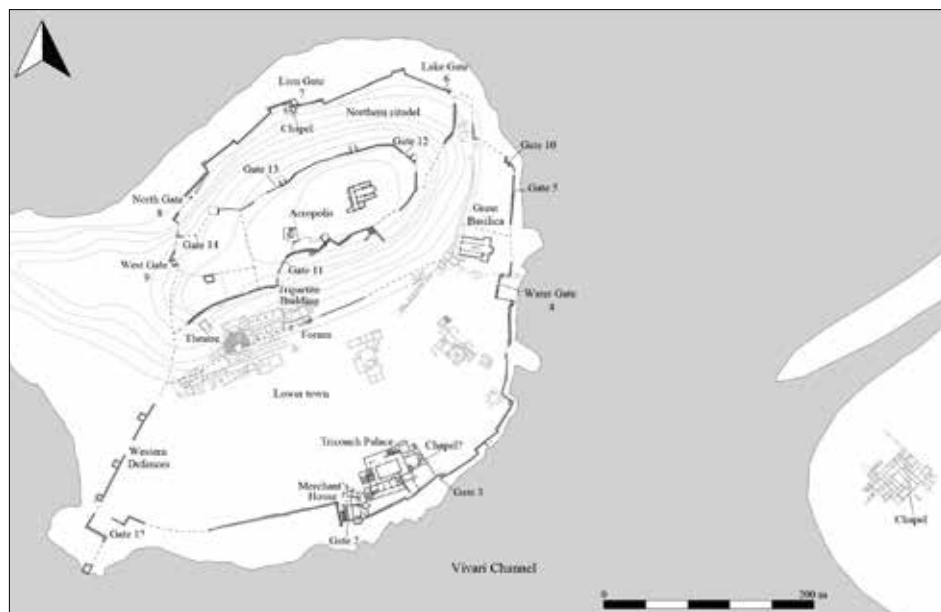 Lake Gate
6
Lion Gate
7
Northern citadel
Chapel
Gate 12
Gate 10
Gate 13
Gate 5
North Gate
8
Acropolis
Great
Basilica
Gate 14
West Gate
9
Gate 11
Tripartite
Building
Water Gate
4
Theatre
Forum
Lower town
Triconch Palace
Chapel?
Western
Defences
Merchant's
House
Gate 3
Chapel
Gate 1?
Gate 2
Vivari Channel
0
200 m